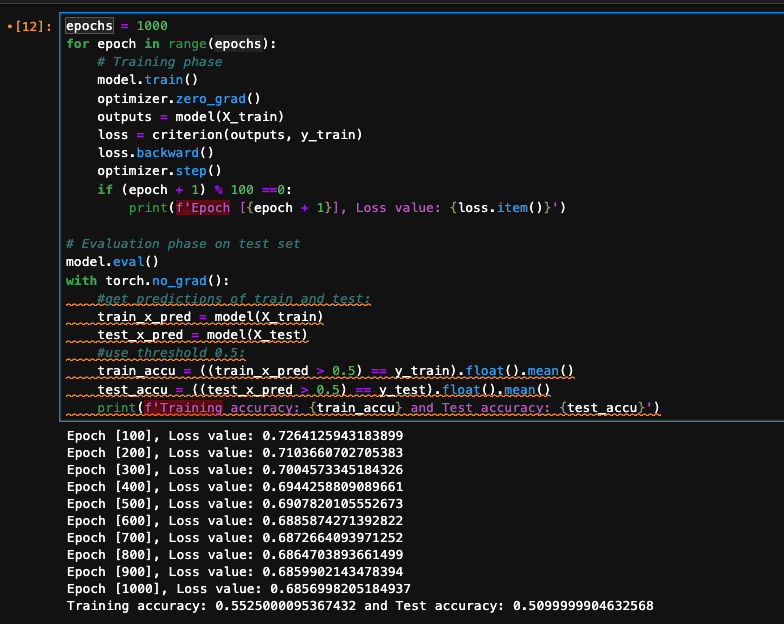 [12]:
epochs = 1000
for epoch in range(epochs):
    # Training phase
    model.train()
    optimizer.zero_grad()
    outputs = model(X_train)
    loss = criterion(outputs, y_train)
    loss.backward()
    optimizer.step()
    if (epoch + 1) % 100 ==0:
        print(f'Epoch [{epoch + 1}], Loss value: {loss.item()}')

# Evaluation phase on test set
model.eval()
with torch.no_grad():
    #get predictions of train and test:
    train_x_pred = model(X_train)
    test_x_pred = model(X_test)
    #use threshold 0.5:
    train_accu = ((train_x_pred > 0.5) == y_train).float().mean()
    test_accu = ((test_x_pred > 0.5) == y_test).float().mean()
    print(f'Training accuracy: {train_accu} and Test accuracy: {test_accu}')
Epoch [100], Loss value: 0.7264125943183899
Epoch [200], Loss value: 0.7103660702705383
Epoch [300], Loss value: 0.7004573345184326
Epoch [400], Loss value: 0.6944258809089661
Epoch [500], Loss value: 0.6907820105552673
Epoch [600], Loss value: 0.6885874271392822
Epoch [700], Loss value: 0.6872664093971252
Epoch [800], Loss value: 0.6864703893661499
Epoch [900], Loss value: 0.6859902143478394
Epoch [1000], Loss value: 0.6856998205184937
Training accuracy: 0.5525000095367432 and Test accuracy: 0.5099999904632568